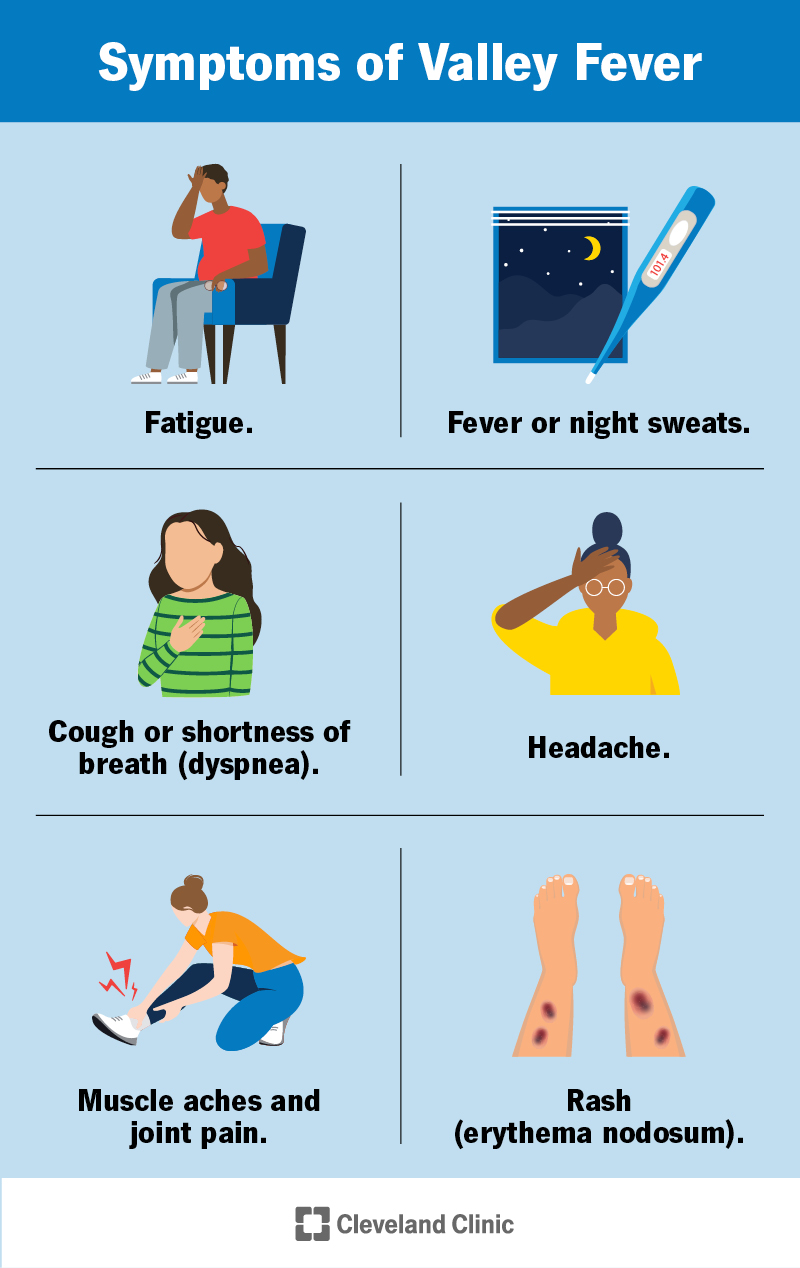 Symptoms of Valley Fever
Fatigue.
101.4
Fever or night sweats.
Cough or shortness of
breath (dyspnea).
Headache.
Muscle aches and
joint pain.
Rash
(erythema nodosum).
Cleveland Clinic